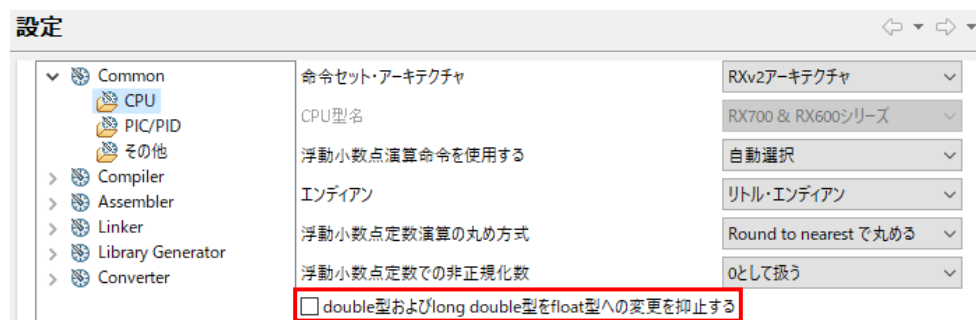 設定
Common
CPU
PIC/PID
その他
Compiler
Assembler
Linker
Library Generator
Converter
命令セット・アーキテクチャ RXv2アーキテクチャ
CPU型名 RX700 & RX600シリーズ
浮動小数点演算命令を使用する 自動選択
エンディアン リトル・エンディアン
浮動小数点定数演算の丸め方式 Round to nearest で丸める
浮動小数点定数での非正規化数 0として扱う
double型およびlong double型をfloat型への変更を抑止する